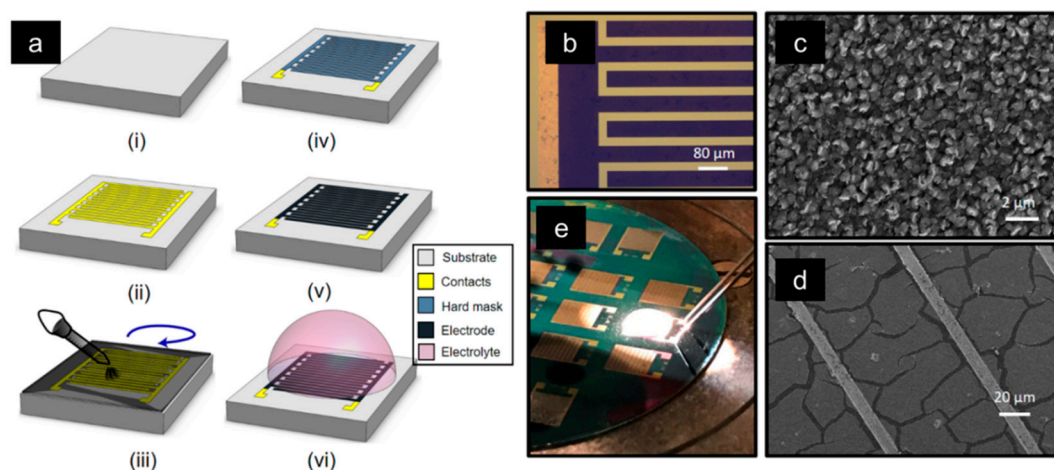 a
(i)
(iv)
(ii)
(v)
(iii)
(vi)
Substrate
Contacts
Hard mask
Electrode
Electrolyte
b
80 μm
c
2 μm
e
d
20 μm